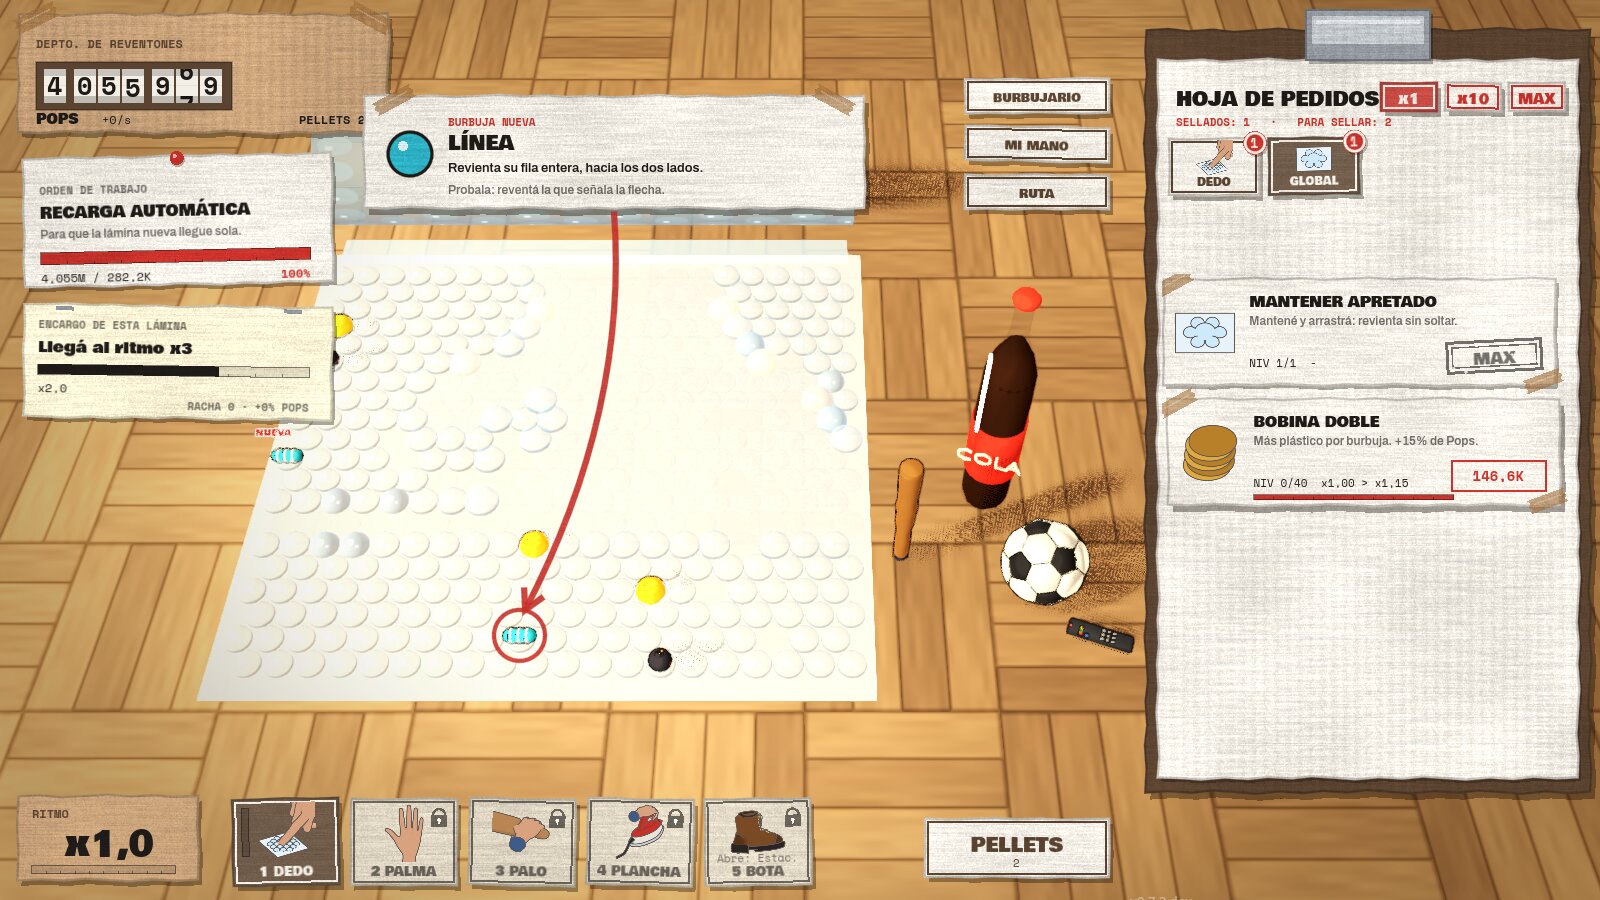 DEPTO. DE REVENTONES
POPS +0/s PELLETS 2
ORDEN DE TRABAJO
RECARGA AUTOMÁTICA
Para que la lámina nueva llegue sola.
4.055M / 282.2K 100%
ENCARGO DE ESTA LÁMINA
Llegá al ritmo x3
x2.0
RACHA 0 · +0% POPS
NUEVA
BURBUJA NUEVA
LÍNEA
Revienta su fila entera, hacia los dos lados.
Probala: reventá la que señala la flecha.
BURBUJARIO
MI MANO
RUTA
COLA
HOJA DE PEDIDOS x1 x10 MAX
SELLADOS: 1 · PARA SELLAR: 2
DEDO 1
GLOBAL 1
MANTENER APRETADO
Mantené y arrastrá: revienta sin soltar.
NIV 1/1 -
MAX
BOBINA DOBLE
Más plástico por burbuja. +15% de Pops.
NIV 0/40 x1.00 > x1.15
146.6K
RITMO
x1,0
1 DEDO
2 PALMA
3 PALO
4 PLANCHA
Abre: Estac.
5 BOTA
PELLETS
2